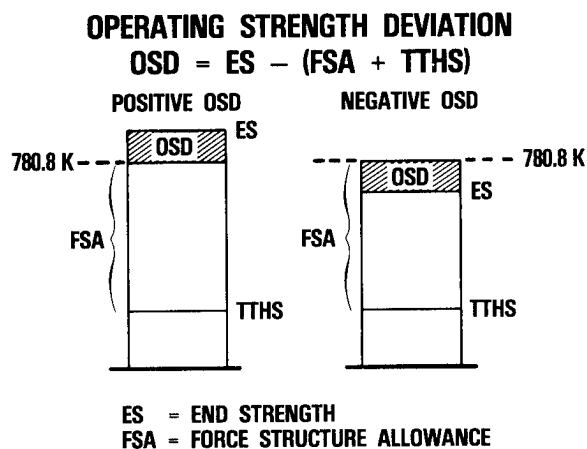 OPERATING STRENGTH DEVIATION
OSD = ES – (FSA + TTHS)
POSITIVE OSD
NEGATIVE OSD
ES
OSD
780.8 K
FSA
TTHS
780.8 K
OSD
ES
FSA
TTHS
ES = END STRENGTH
FSA = FORCE STRUCTURE ALLOWANCE